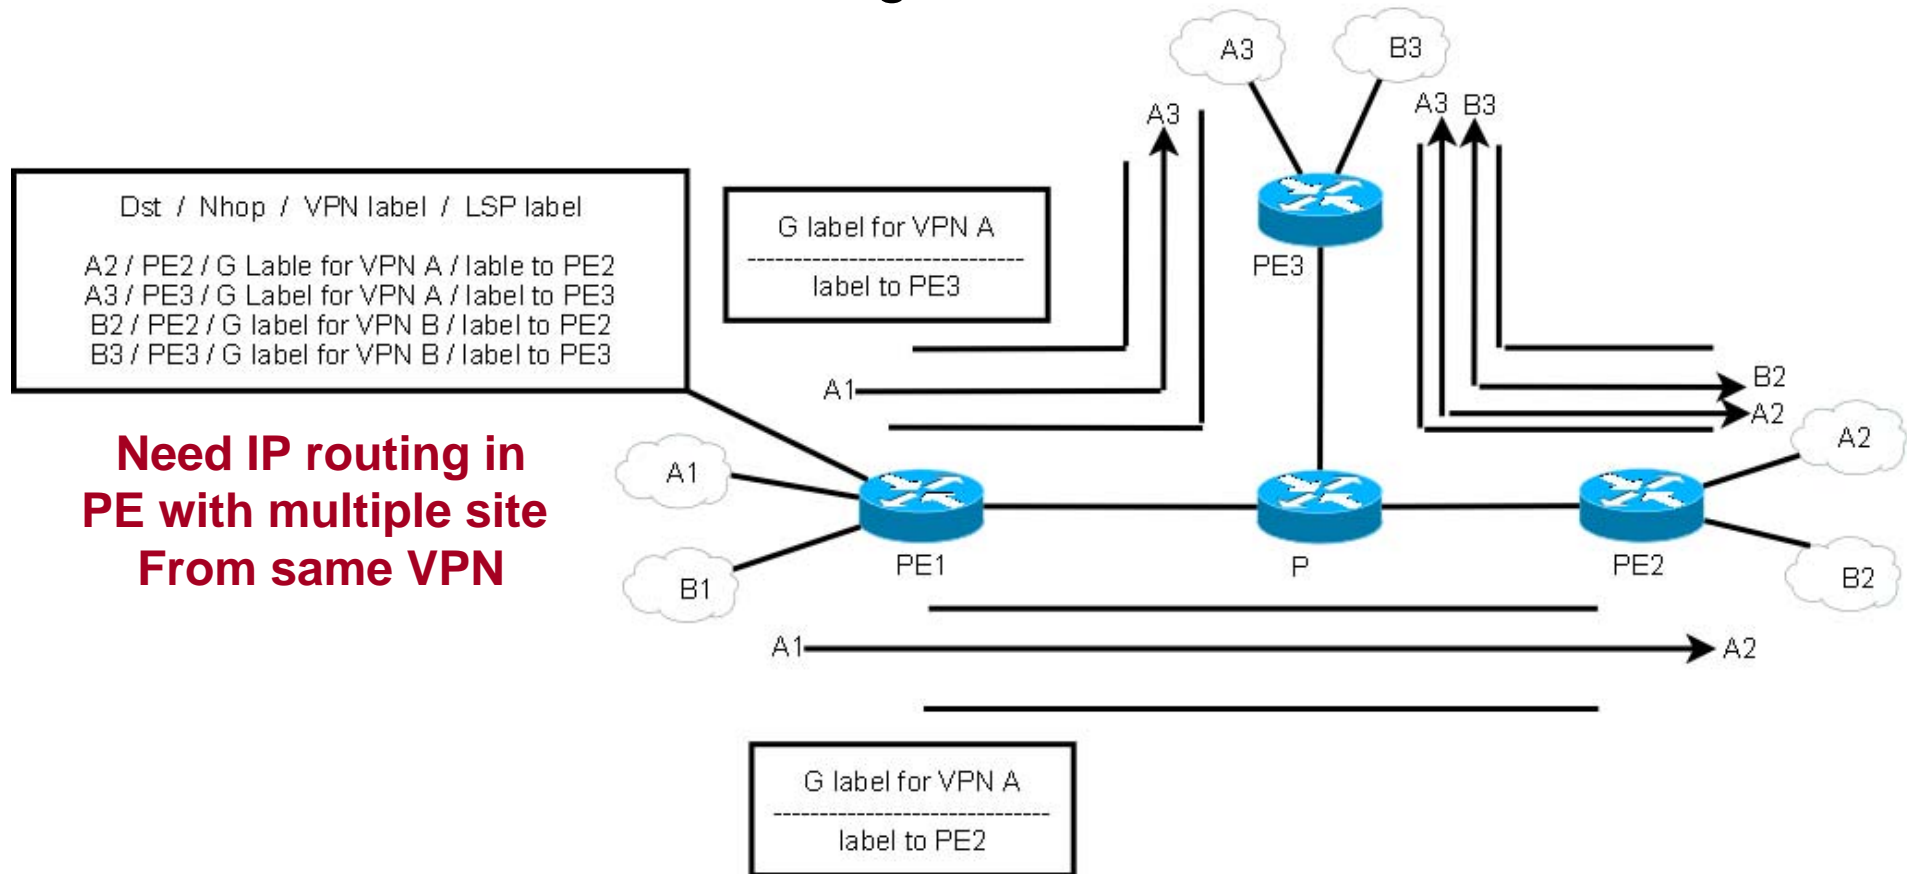 g
A3
B3
A3
A3 B3
Dst / Nhop / VPN label / LSP label
A2 / PE2 / G Lable for VPN A / lable to PE2
A3 / PE3 / G Label for VPN A / label to PE3
B2 / PE2 / G label for VPN B / label to PE2
B3 / PE3 / G label for VPN B / label to PE3
G label for VPN A
label to PE3
PE3
A1
B2
A2
Need IP routing in
PE with multiple site
From same VPN
A1
B1
PE1
P
PE2
A2
B2
A1
A2
G label for VPN A
label to PE2